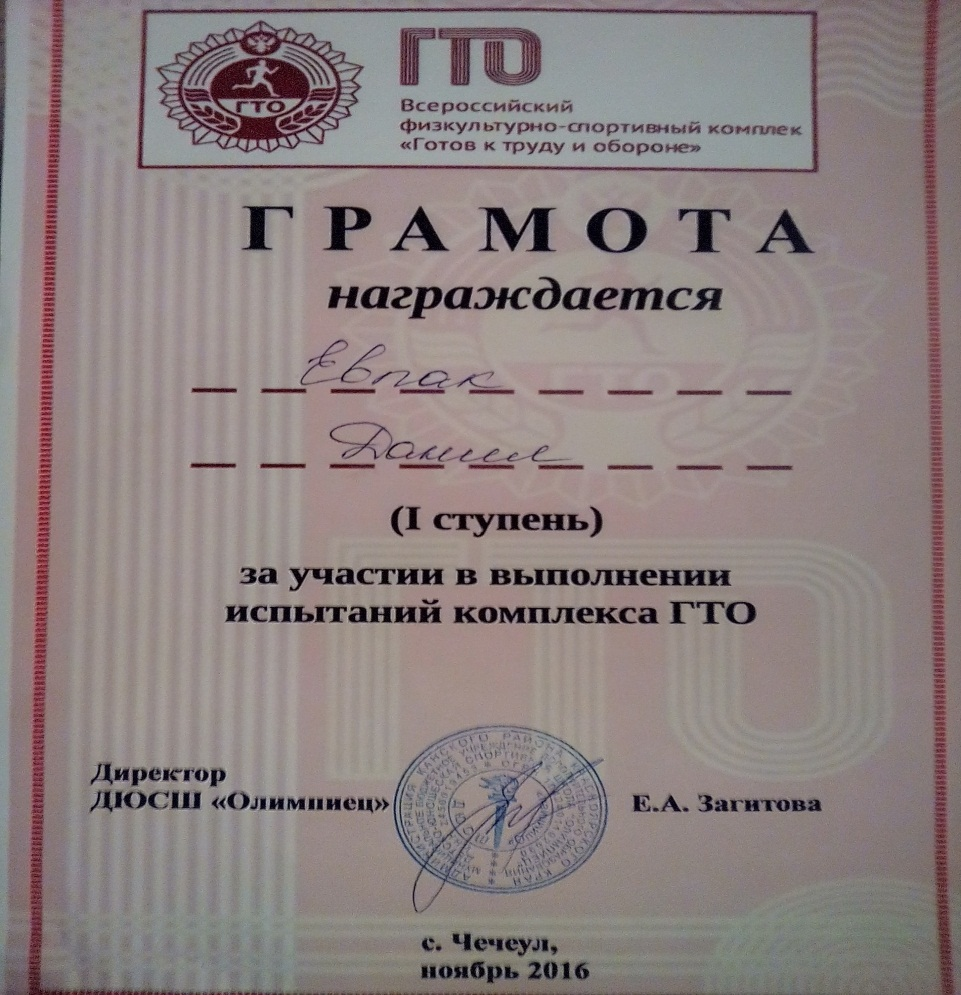 ГТО
ГТО
Всероссийский
физкультурно-спортивный комплек
«Готов к труду и обороне»
ГРАМОТА
награждается
Евпак
Данил
(I ступень)
за участии в выполнении
испытаний комплекса ГТО
Директор
ДЮСШ «Олимпиец»
Е.А. Загитова
с. Чечеул,
ноябрь 2016